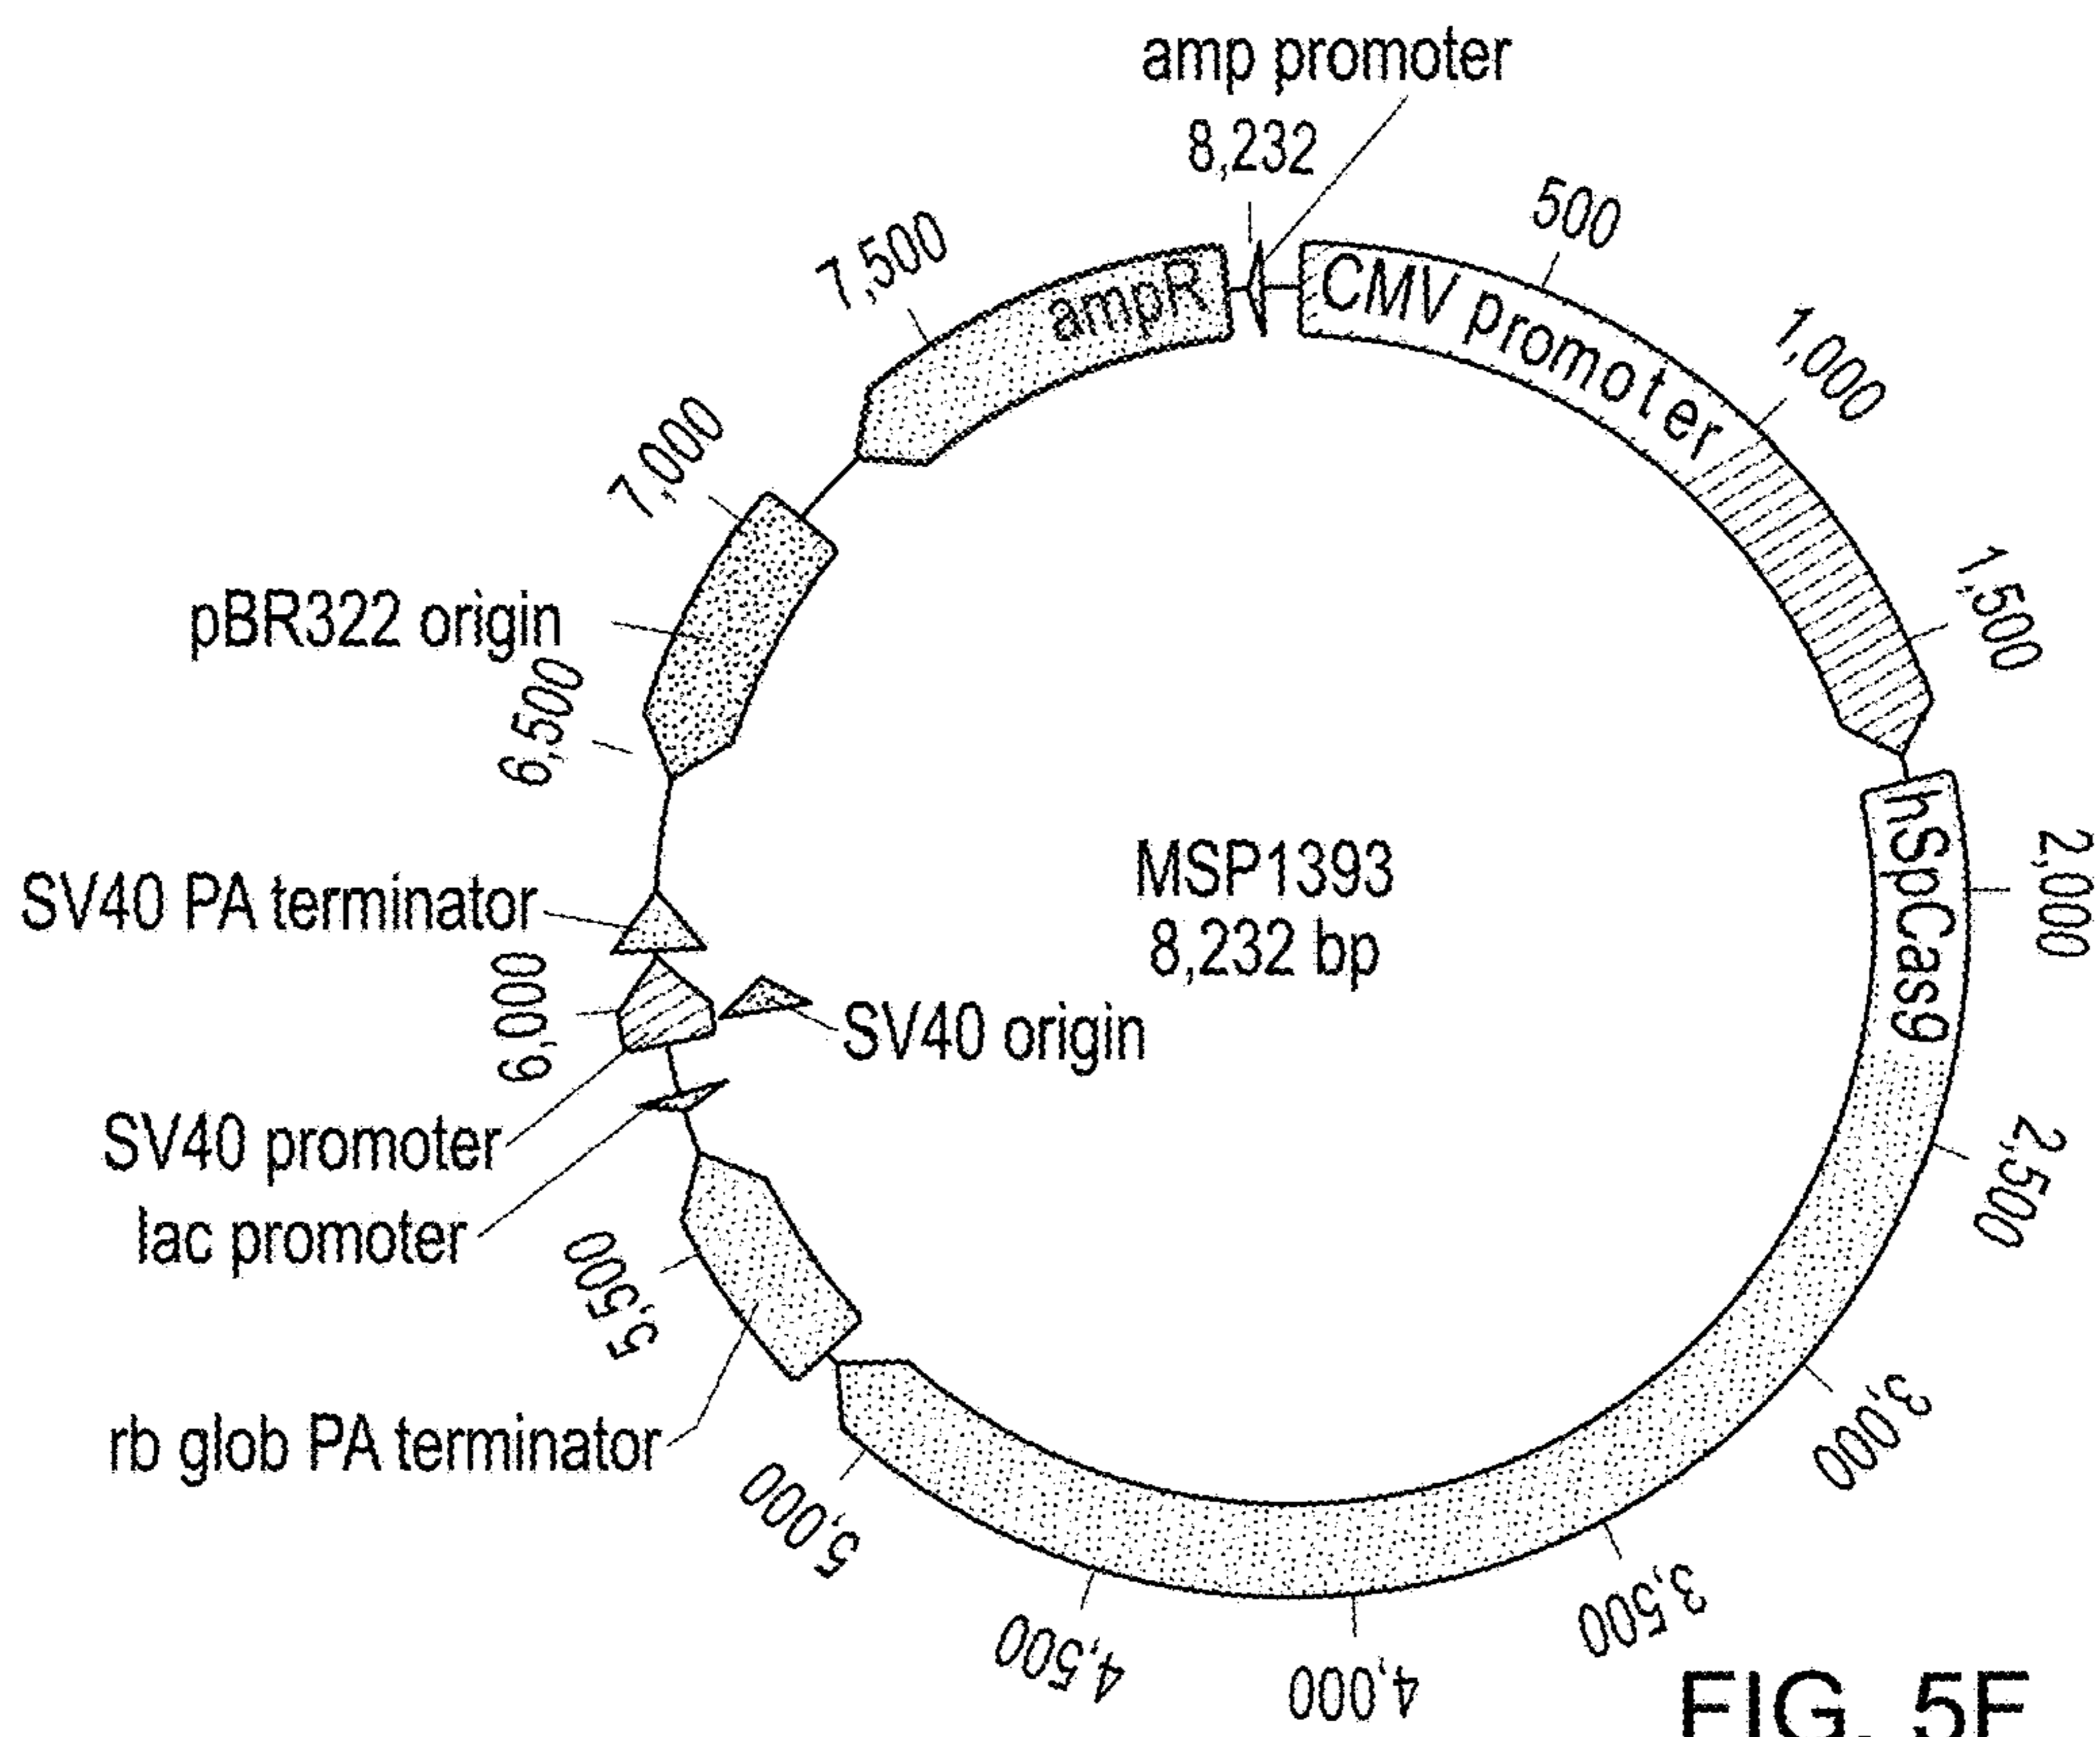 amp promoter
8,232
500
CMV promoter
1,000
1,500
hSpCas9
2,000
2,500
3,000
3,500
4,000
4,500
5,000
rb glob PA terminator
5,500
lac promoter
SV40 promoter
SV40 origin
6,000
SV40 PA terminator
6,500
pBR322 origin
7,000
7,500
ampR
MSP1393
8,232 bp